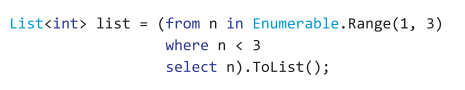 List<int> list = (from n in Enumerable.Range(1, 3)
where n < 3
select n).ToList();